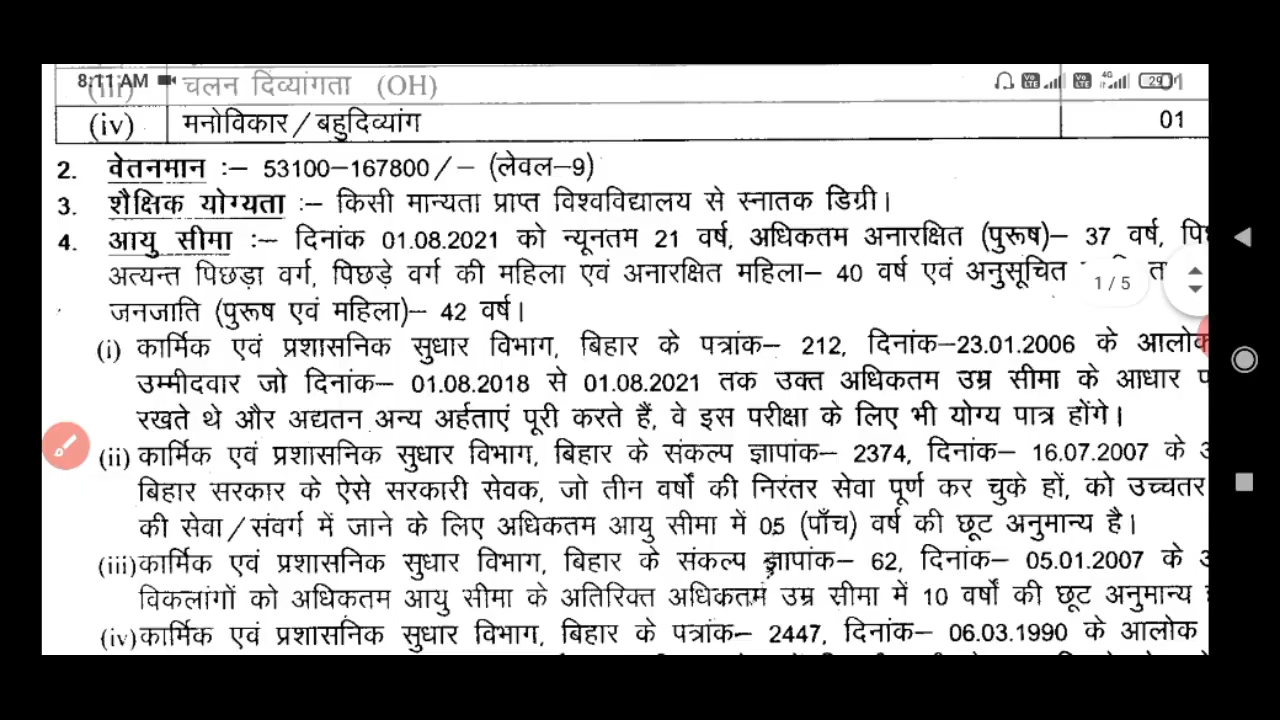 8:11 AM
4G
29
(iii) चलन दिव्यांगता (OH)
(iv) मनोविकार/बहुदिव्यांग 01
2. वेतनमान :– 53100–167800/– (लेवल–9)
3. शैक्षिक योग्यता :– किसी मान्यता प्राप्त विश्वविद्यालय से स्नातक डिग्री।
4. आयु सीमा :– दिनांक 01.08.2021 को न्यूनतम 21 वर्ष, अधिकतम अनारक्षित (पुरूष)– 37 वर्ष,
अत्यन्त पिछड़ा वर्ग, पिछड़े वर्ग की महिला एवं अनारक्षित महिला– 40 वर्ष एवं अनुसूचित
1 / 5
जनजाति (पुरूष एवं महिला)– 42 वर्ष।
(i) कार्मिक एवं प्रशासनिक सुधार विभाग, बिहार के पत्रांक– 212, दिनांक–23.01.2006 के आलोक
उम्मीदवार जो दिनांक– 01.08.2018 से 01.08.2021 तक उक्त अधिकतम उम्र सीमा के आधार
रखते थे और अद्यतन अन्य अर्हताएं पूरी करते हैं, वे इस परीक्षा के लिए भी योग्य पात्र होंगे।
(ii) कार्मिक एवं प्रशासनिक सुधार विभाग, बिहार के संकल्प ज्ञापांक– 2374, दिनांक– 16.07.2007 के
बिहार सरकार के ऐसे सरकारी सेवक, जो तीन वर्षों की निरंतर सेवा पूर्ण कर चुके हों, को उच्चतर
की सेवा/संवर्ग में जाने के लिए अधिकतम आयु सीमा में 05 (पाँच) वर्ष की छूट अनुमान्य है।
(iii) कार्मिक एवं प्रशासनिक सुधार विभाग, बिहार के संकल्प ज्ञापांक– 62, दिनांक– 05.01.2007 के
विकलांगों को अधिकतम आयु सीमा के अतिरिक्त अधिकतम उम्र सीमा में 10 वर्षों की छूट अनुमान्य
(iv) कार्मिक एवं प्रशासनिक सुधार विभाग, बिहार के पत्रांक– 2447, दिनांक– 06.03.1990 के आलोक